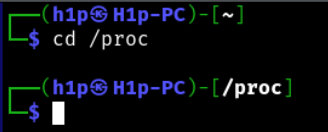 ┌──(h1p㉿H1p-PC)-[~]
└─$ cd /proc
┌──(h1p㉿H1p-PC)-[/proc]
└─$